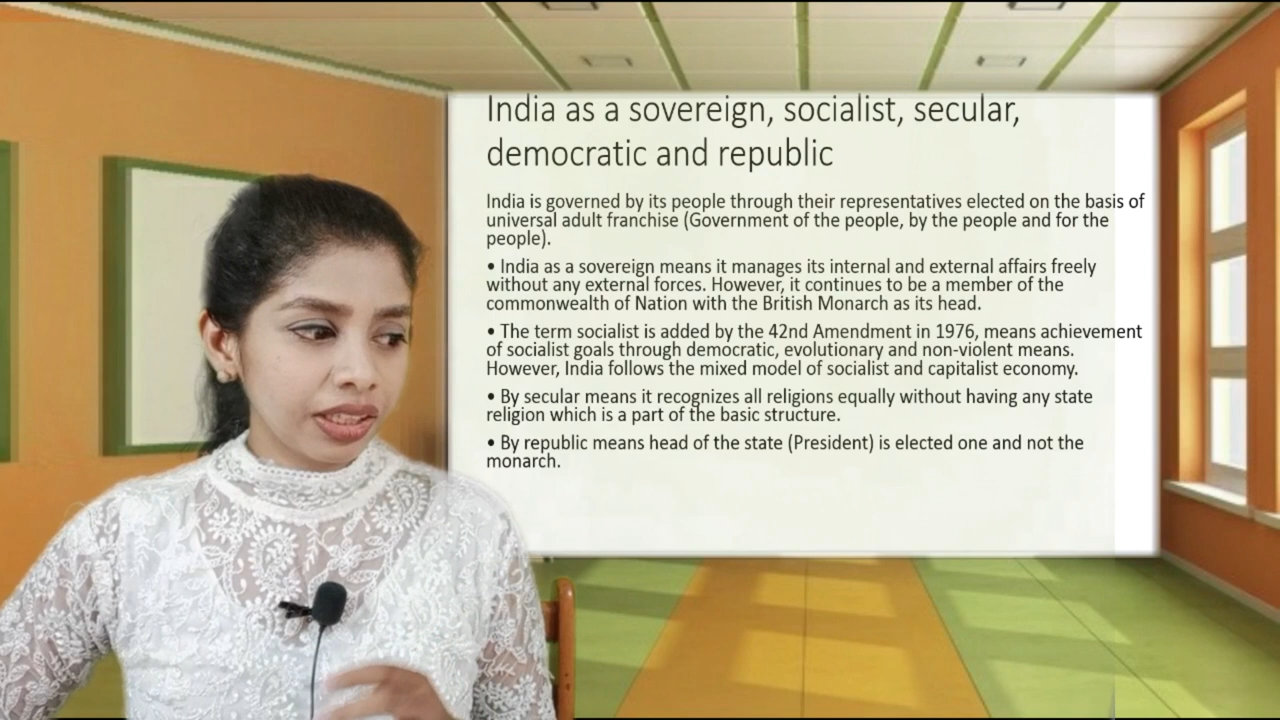 India as a sovereign, socialist, secular,
democratic and republic
India is governed by its people through their representatives elected on the basis of
universal adult franchise (Government of the people, by the people and for the
people).
• India as a sovereign means it manages its internal and external affairs freely
without any external forces. However, it continues to be a member of the
commonwealth of Nation with the British Monarch as its head.
• The term socialist is added by the 42nd Amendment in 1976, means achievement
of socialist goals through democratic, evolutionary and non-violent means.
However, India follows the mixed model of socialist and capitalist economy.
• By secular means it recognizes all religions equally without having any state
religion which is a part of the basic structure.
• By republic means head of the state (President) is elected one and not the
monarch.